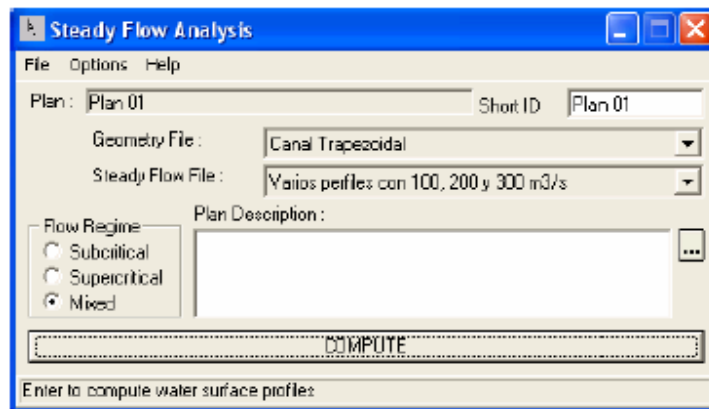 Steady Flow Analysis
File Options Help
Plan : Plan 01 Short ID Plan 01
Geometry File : Canal Trapezoidal
Steady Flow File : Varios perfiles con 100, 200 y 300 m3/s
Flow Regime
Subcritical
Supercritical
Mixed
Plan Description :
...
COMPUTE
Enter to compute water surface profiles